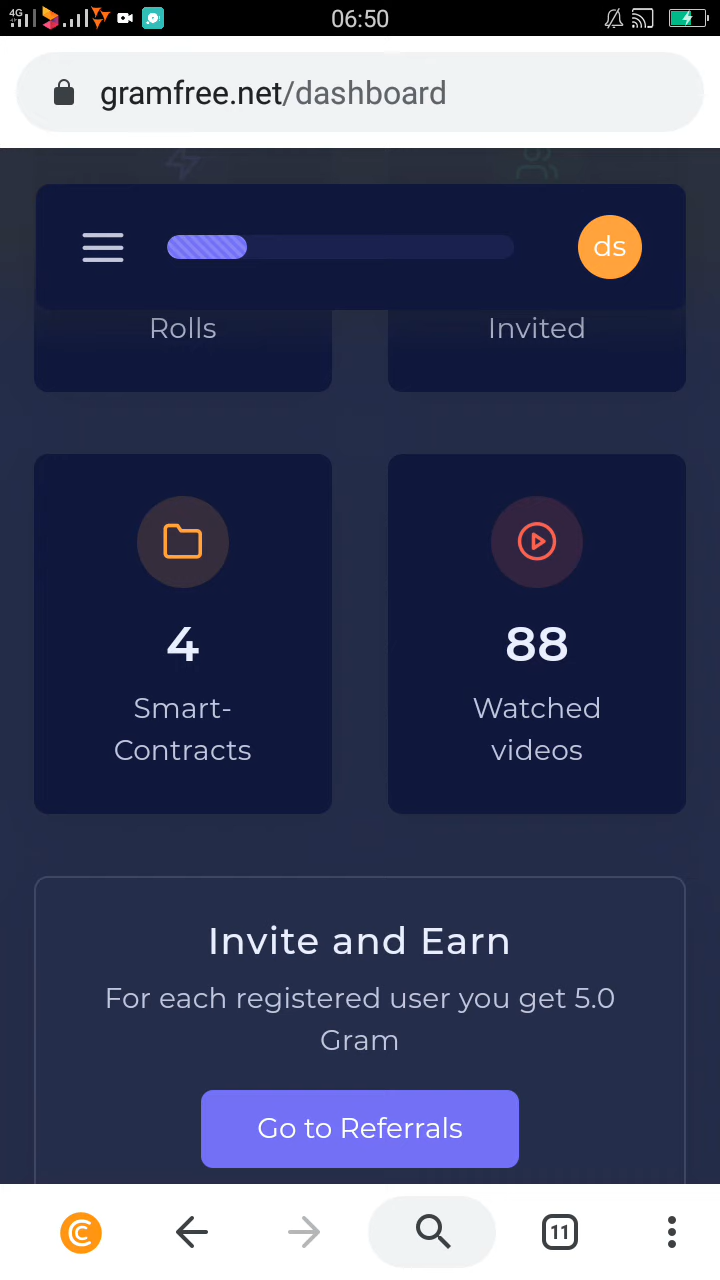 4G
06:50
gramfree.net/dashboard
ds
Rolls
Invited
4
Smart-
Contracts
88
Watched
videos
Invite and Earn
For each registered user you get 5.0
Gram
Go to Referrals
11